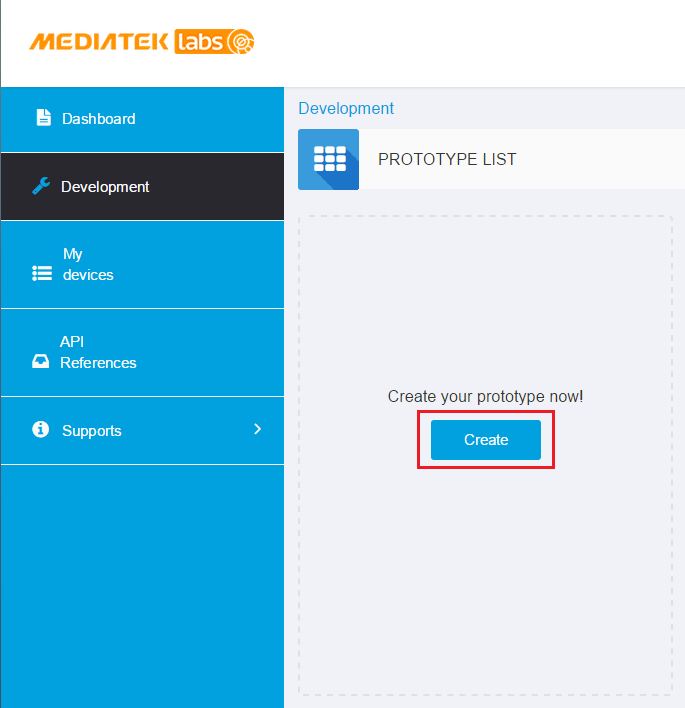 MEDIATEK labs
Dashboard
Development
My
devices
API
References
Supports
Development
PROTOTYPE LIST
Create your prototype now!
Create